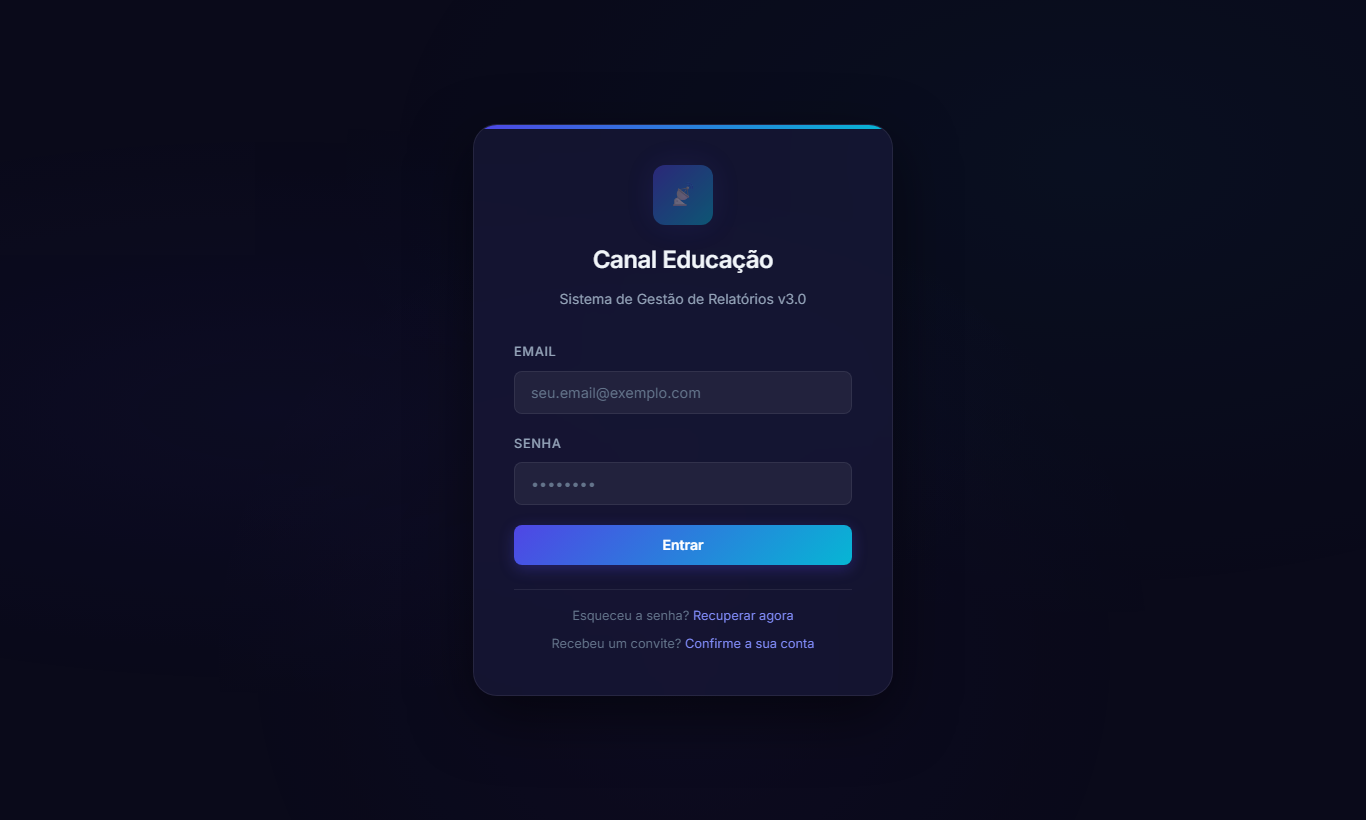 Canal Educação
Sistema de Gestão de Relatórios v3.0
EMAIL
seu.email@exemplo.com
SENHA
••••••••
Entrar
Esqueceu a senha? Recuperar agora
Recebeu um convite? Confirme a sua conta